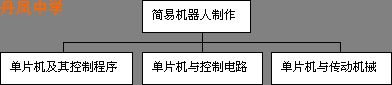 丹凤中学
简易机器人制作
单片机及其控制程序
单片机与控制电路
单片机与传动机械